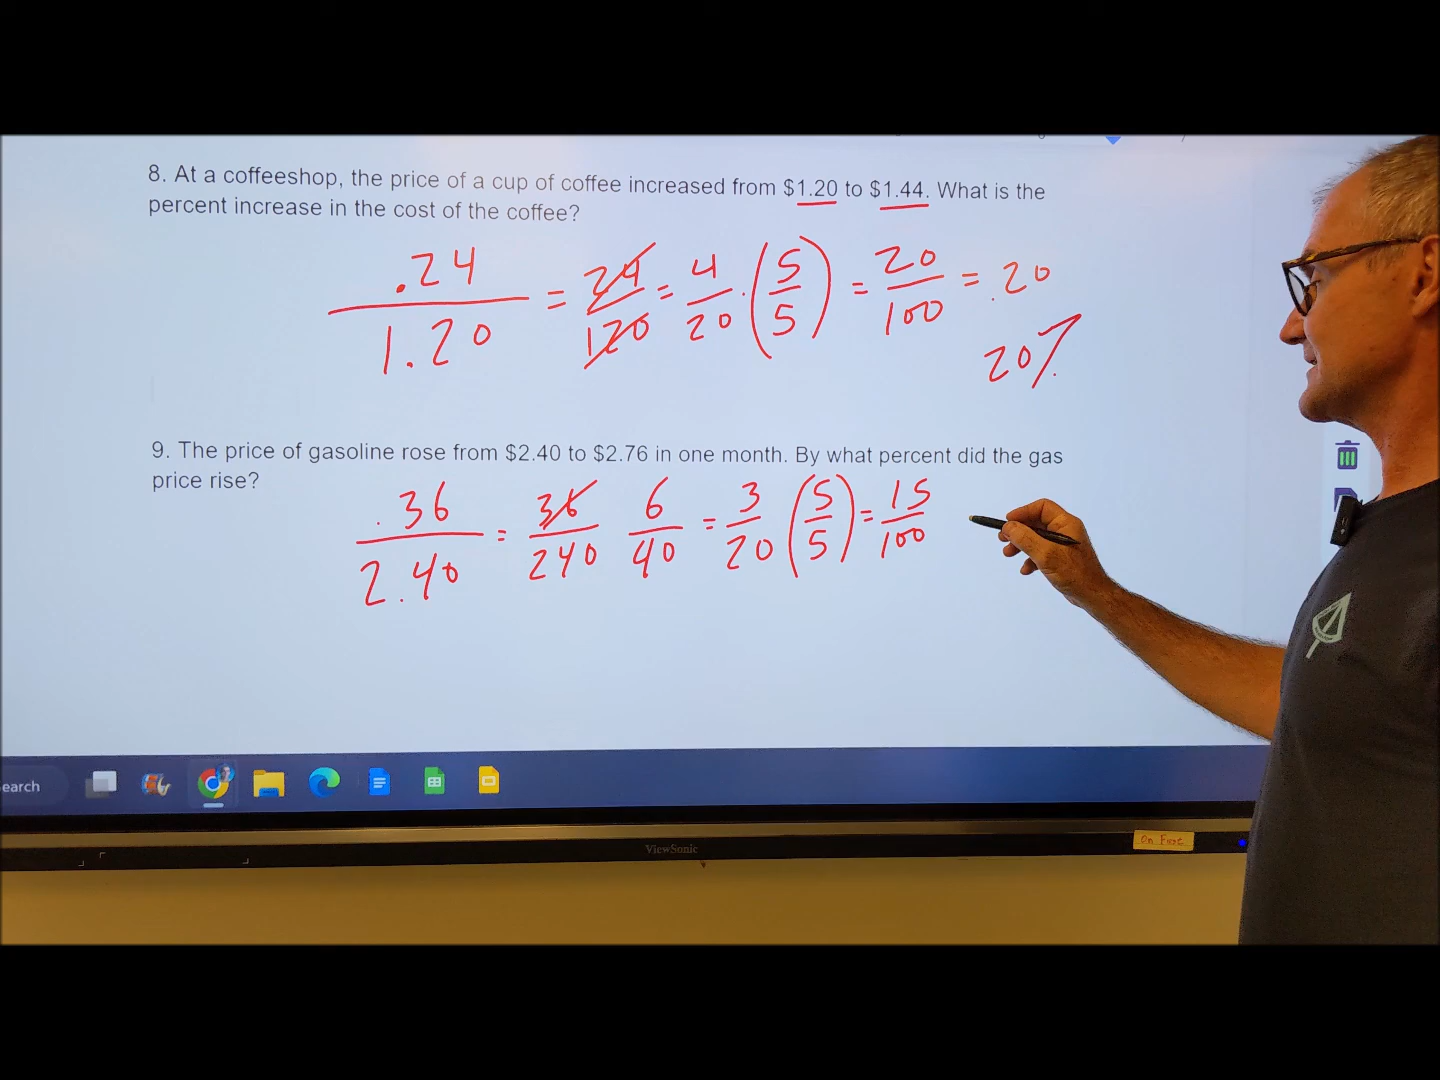 8. At a coffeeshop, the price of a cup of coffee increased from $1.20 to $1.44. What is the
percent increase in the cost of the coffee?
.24/1.20 = 24/120 = 4/20 · (5/5) = 20/100 = .20
20%
9. The price of gasoline rose from $2.40 to $2.76 in one month. By what percent did the gas
price rise?
.36/2.40 = 36/240 6/40 = 3/20 (5/5) = 15/100
earch
ViewSonic